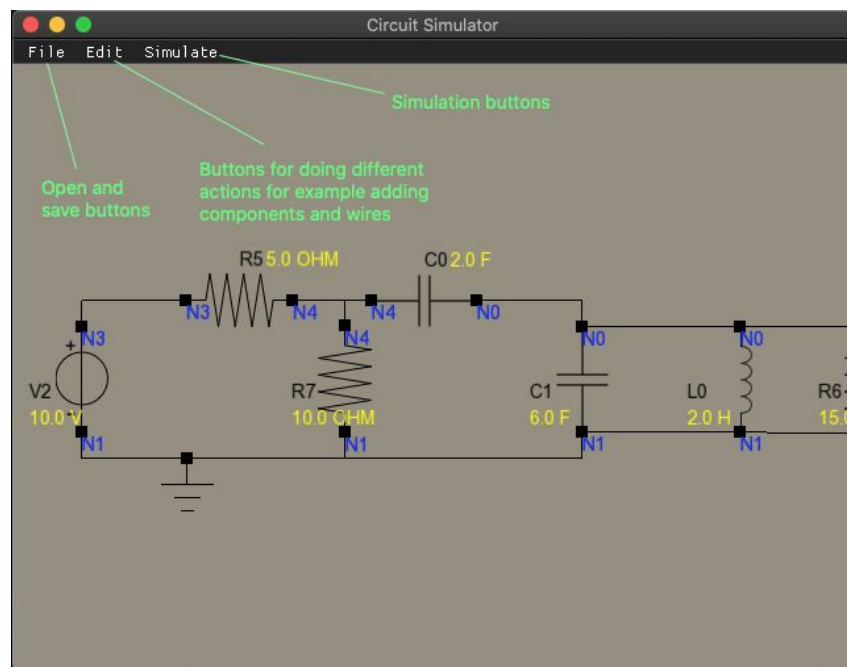 Circuit Simulator
File Edit Simulate
Simulation buttons
Buttons for doing different
actions for example adding
components and wires
Open and
save buttons
R5 5.0 OHM
C0 2.0 F
N3
N4
N4
N0
N3
N4
N0
N0
+
V2
10.0 V
-
R7
10.0 OHM
C1
6.0 F
L0
2.0 H
R6
15.0
N1
N1
N1
N1